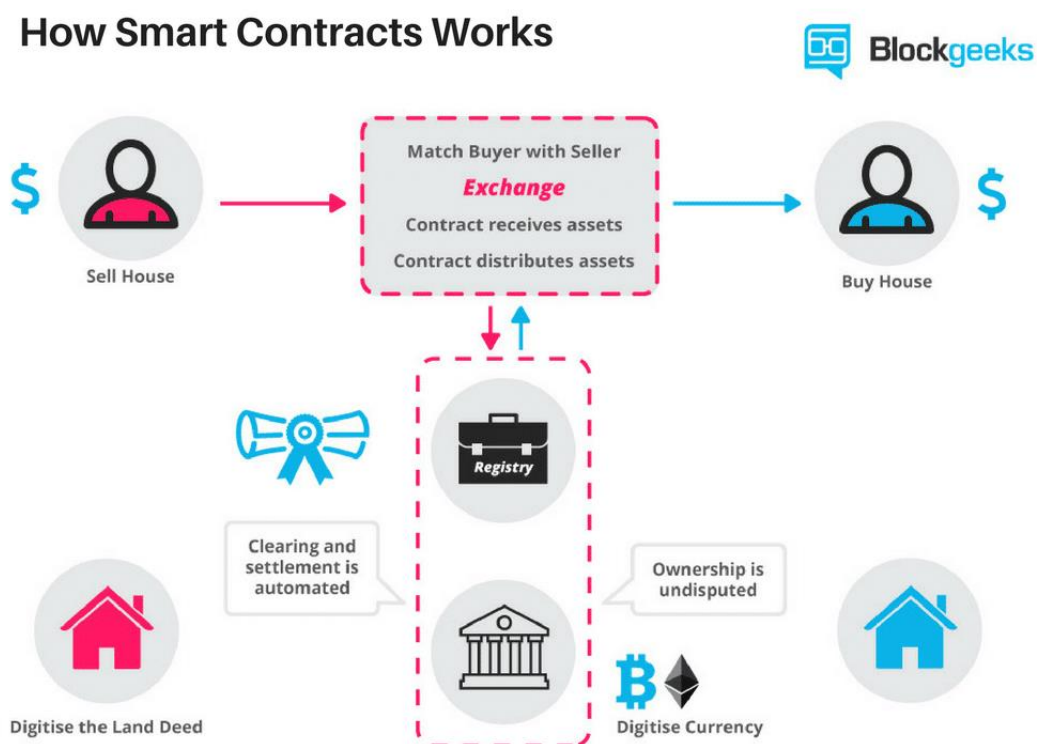 How Smart Contracts Works
Blockgeeks
Match Buyer with Seller
Exchange
Contract receives assets
Contract distributes assets
Sell House
Buy House
Registry
Clearing and
settlement is
automated
Ownership is
undisputed
Digitise the Land Deed
Digitise Currency